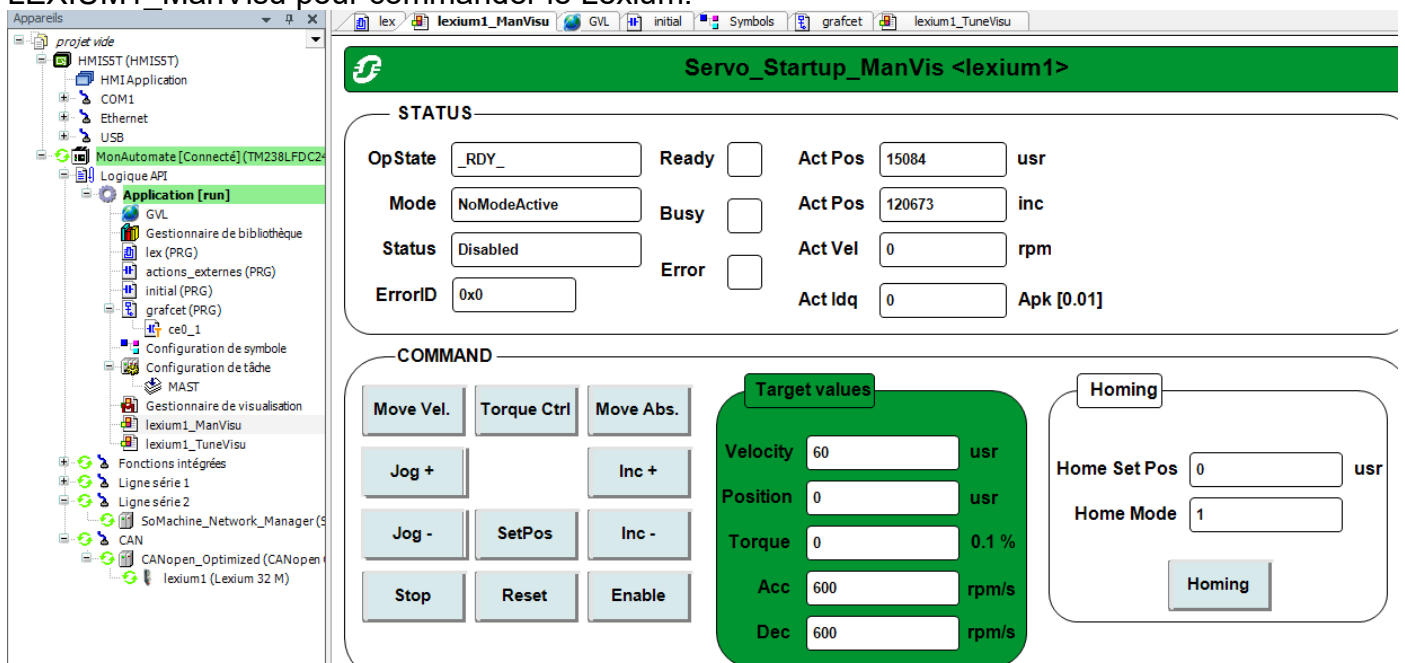 LEXIUM1_ManVisu pour commander le Lexium.
Appareils
lex lexium1_ManVisu GVL initial Symbols grafcet lexium1_TuneVisu
projet vide
HMIS5T (HMIS5T)
HMI Application
COM1
Ethernet
USB
MonAutomate [Connecté] (TM238LFDC24
Logique API
Application [run]
GVL
Gestionnaire de bibliothèque
lex (PRG)
actions_externes (PRG)
initial (PRG)
grafcet (PRG)
ce0_1
Configuration de symbole
Configuration de tâche
MAST
Gestionnaire de visualisation
lexium1_ManVisu
lexium1_TuneVisu
Fonctions intégrées
Ligne série 1
Ligne série 2
SoMachine_Network_Manager (S
CAN
CANopen_Optimized (CANopen
lexium1 (Lexium 32 M)
Servo_Startup_ManVis <lexium1>
STATUS
OpState _RDY_ Ready Act Pos 15084 usr
Mode NoModeActive Busy Act Pos 120673 inc
Status Disabled Error Act Vel 0 rpm
ErrorID 0x0 Act Idq 0 Apk [0.01]
COMMAND
Move Vel. Torque Ctrl Move Abs.
Jog + Inc +
Jog - SetPos Inc -
Stop Reset Enable
Target values
Velocity 60 usr
Position 0 usr
Torque 0 0.1 %
Acc 600 rpm/s
Dec 600 rpm/s
Homing
Home Set Pos 0 usr
Home Mode 1
Homing